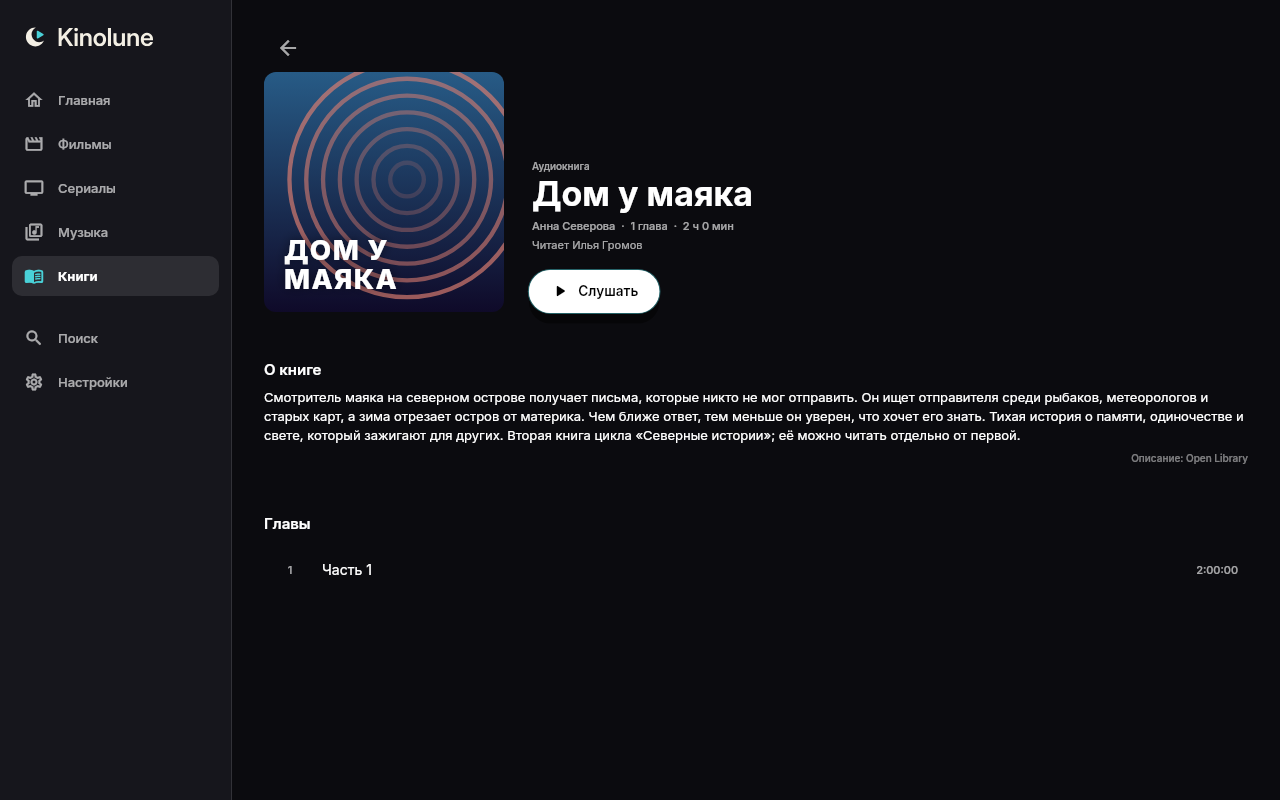 Kinolune
Главная
Фильмы
Сериалы
Музыка
Книги
Поиск
Настройки
ДОМ У
МАЯКА
Аудиокнига
Дом у маяка
Анна Северова · 1 глава · 2 ч 0 мин
Читает Илья Громов
Слушать
О книге
Смотритель маяка на северном острове получает письма, которые никто не мог отправить. Он ищет отправителя среди рыбаков, метеорологов и
старых карт, а зима отрезает остров от материка. Чем ближе ответ, тем меньше он уверен, что хочет его знать. Тихая история о памяти, одиночестве и
свете, который зажигают для других. Вторая книга цикла «Северные истории»; её можно читать отдельно от первой.
Описание: Open Library
Главы
1 Часть 1 2:00:00